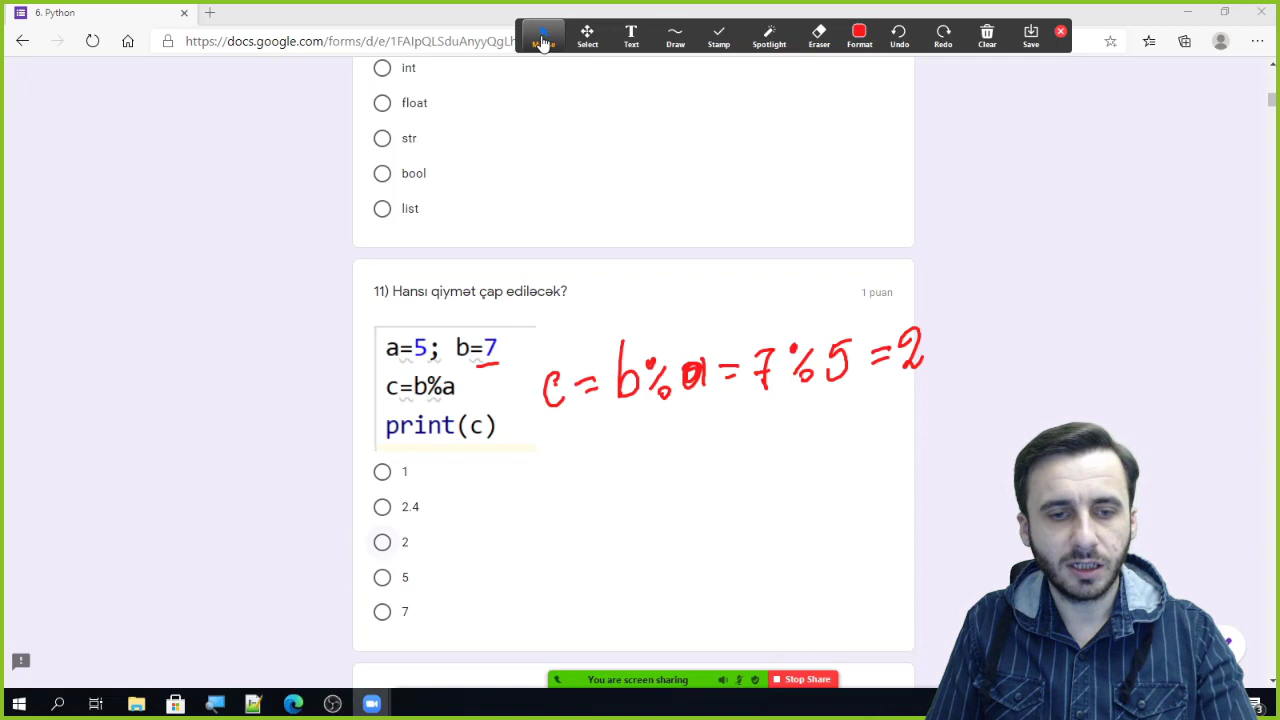 6. Python
https://docs.google.com/forms/d/e/1FAIpQLSduAnyyQgLh
Mouse
Select
Text
Draw
Stamp
Spotlight
Eraser
Format
Undo
Redo
Clear
Save
int
float
str
bool
list
11) Hansı qiymət çap ediləcək?
1 puan
a=5; b=7
c=b%a
print(c)
c = b%a = 7%5 = 2
1
2.4
2
5
7
You are screen sharing
Stop Share